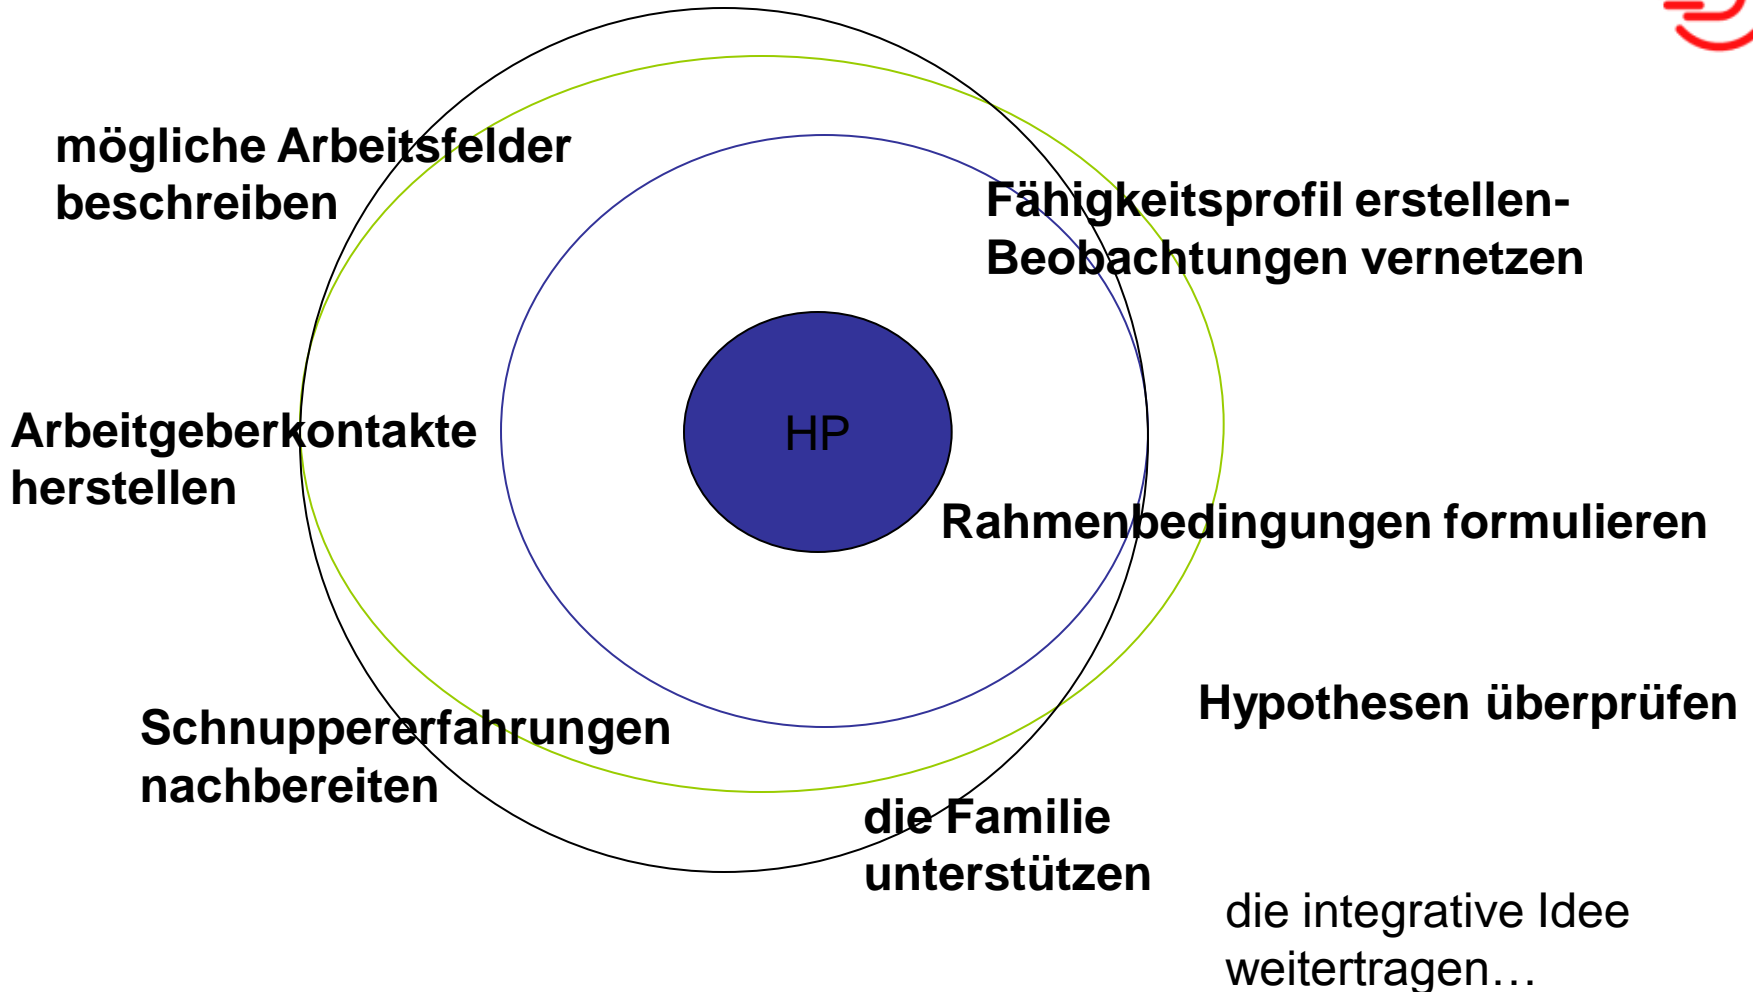 mögliche Arbeitsfelder
beschreiben
Fähigkeitsprofil erstellen-
Beobachtungen vernetzen
Arbeitgeberkontakte
herstellen
HP
Rahmenbedingungen formulieren
Hypothesen überprüfen
Schnuppererfahrungen
nachbereiten
die Familie
unterstützen
die integrative Idee
weitertragen…